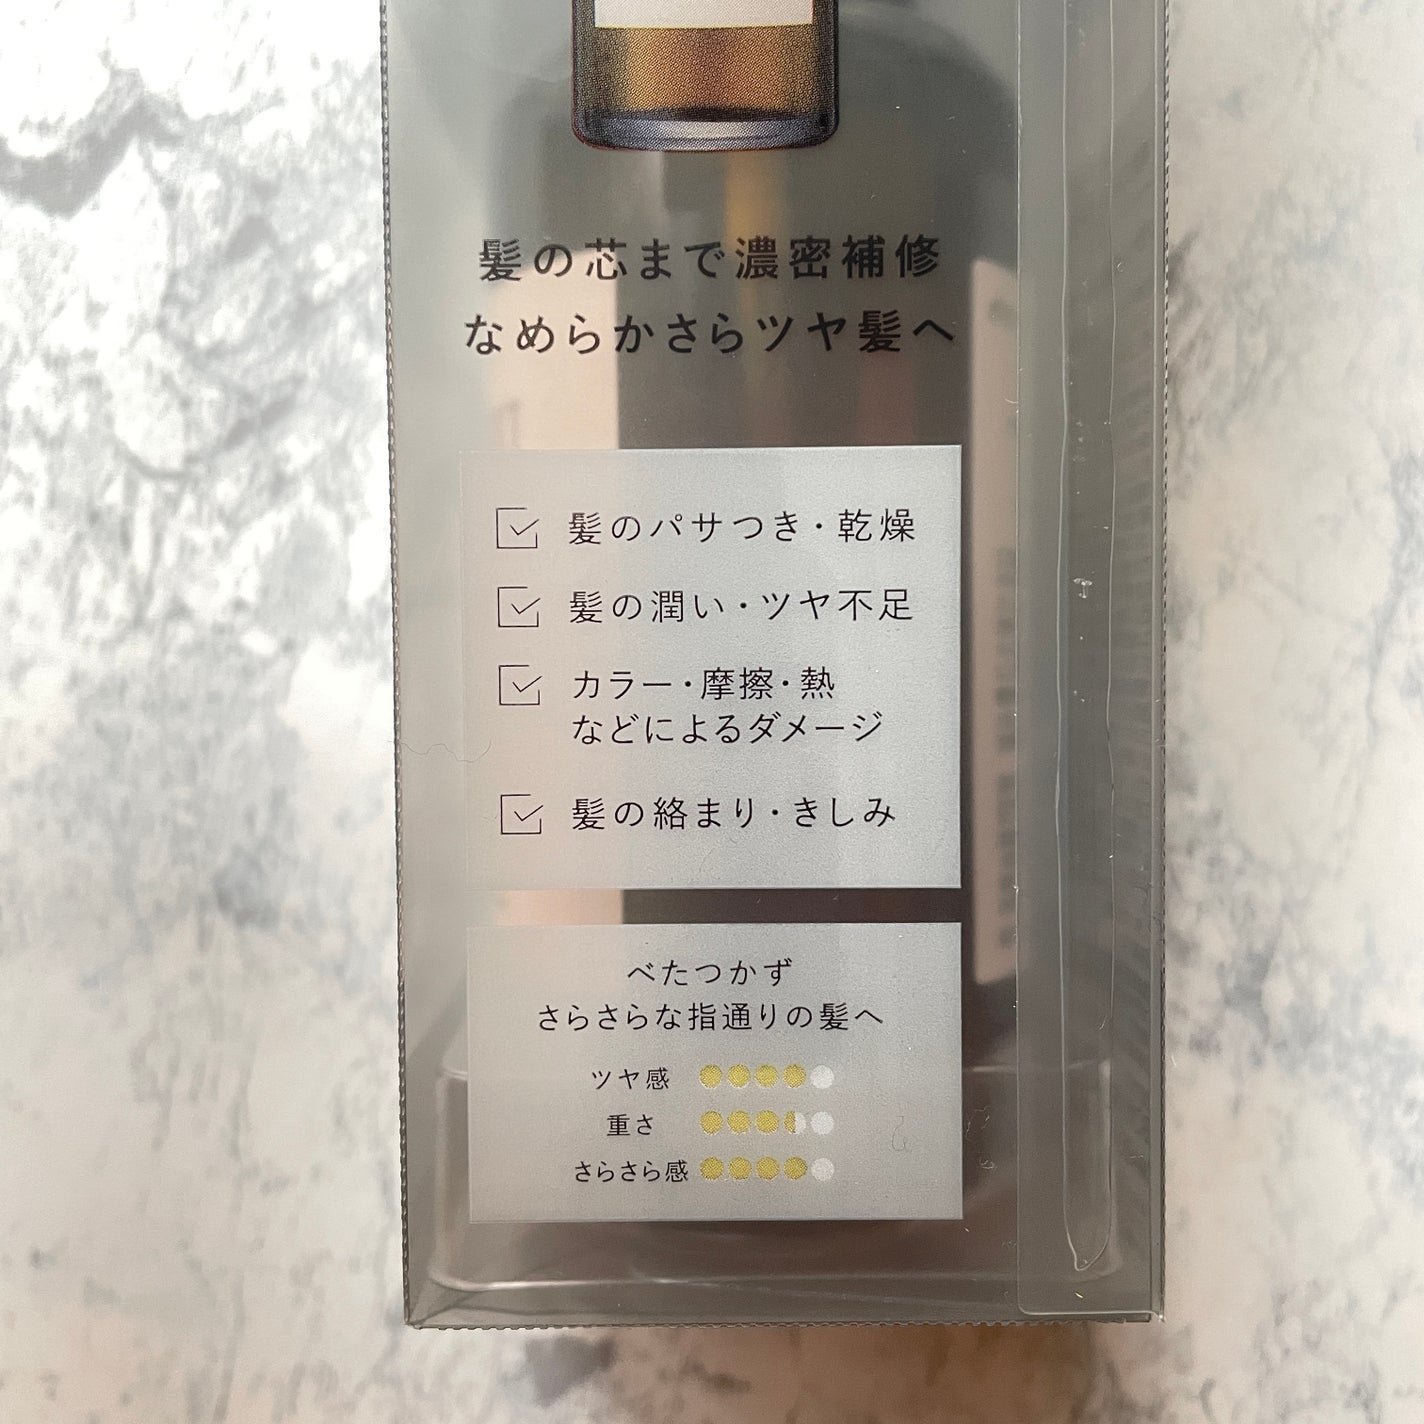 髪の芯まで濃密補修
なめらかさらツヤ髪へ
髪のパサつき・乾燥
髪の潤い・ツヤ不足
カラー・摩擦・熱
などによるダメージ
髪の絡まり・きしみ
べたつかず
さらさらな指通りの髪へ
ツヤ感
重さ
さらさら感